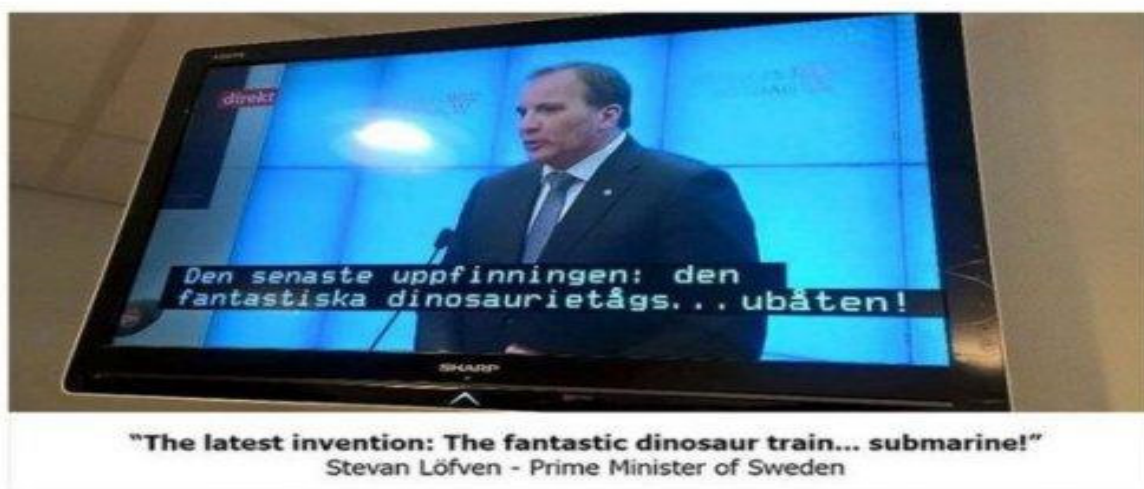 direkt
Den senaste uppfinningen: den
fantastiska dinosaurietågs...ubåten!
SHARP
"The latest invention: The fantastic dinosaur train... submarine!"
Stevan Löfven - Prime Minister of Sweden